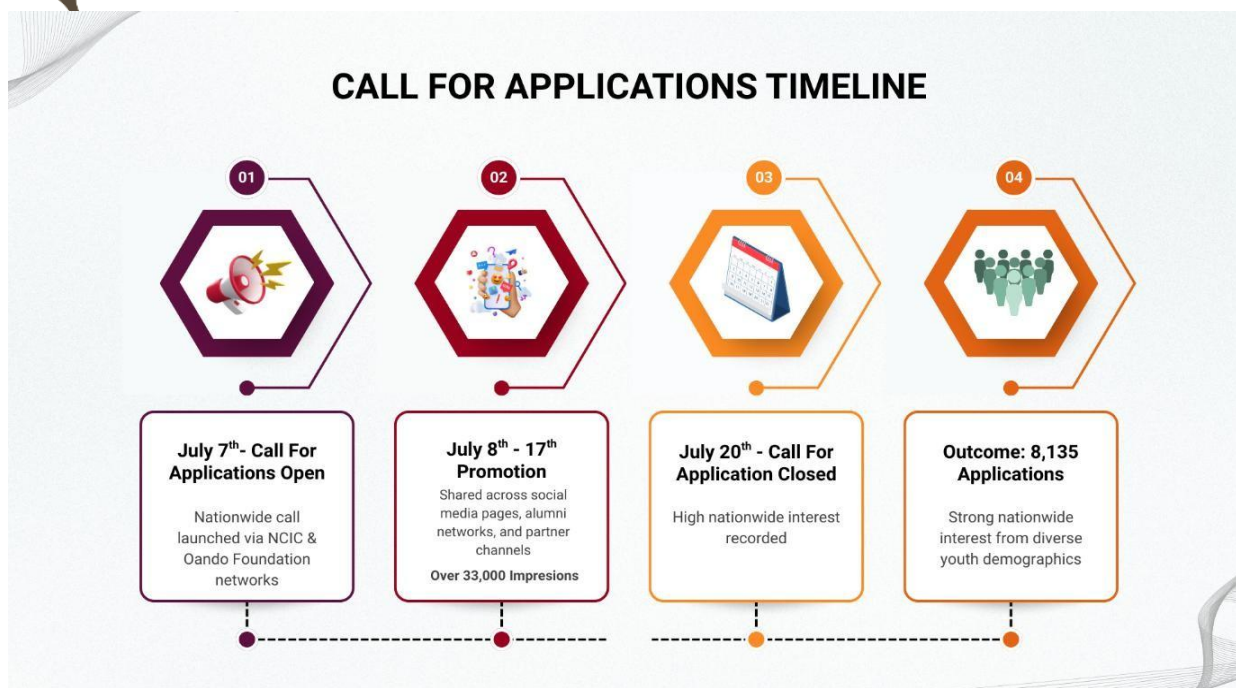 CALL FOR APPLICATIONS TIMELINE
01
July 7th- Call For
Applications Open
Nationwide call
launched via NCIC &
Oando Foundation
networks
02
July 8th - 17th
Promotion
Shared across social
media pages, alumni
networks, and partner
channels
Over 33,000 Impresions
03
July 20th - Call For
Application Closed
High nationwide interest
recorded
04
Outcome: 8,135
Applications
Strong nationwide
interest from diverse
youth demographics